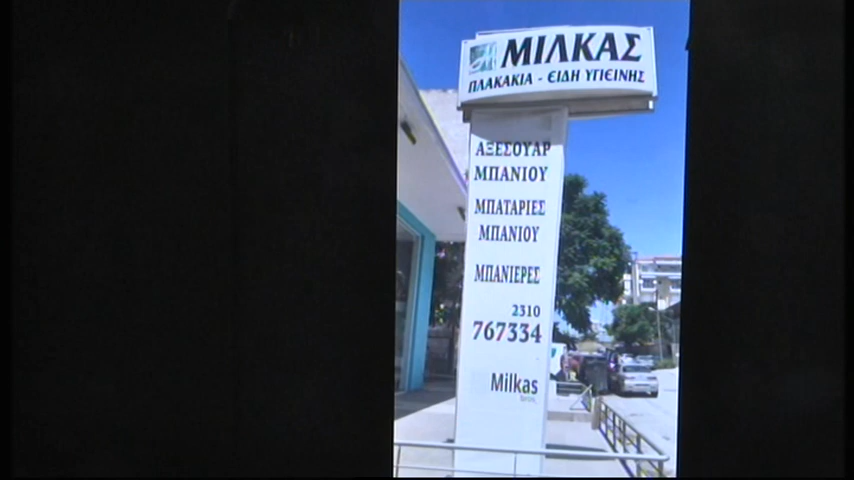 ΜΙΛΚΑΣ
ΠΛΑΚΑΚΙΑ - ΕΙΔΗ ΥΓΙΕΙΝΗΣ
ΑΞΕΣΟΥΑΡ
ΜΠΑΝΙΟΥ
ΜΠΑΤΑΡΙΕΣ
ΜΠΑΝΙΟΥ
ΜΠΑΝΙΕΡΕΣ
2310
767334
Milkas